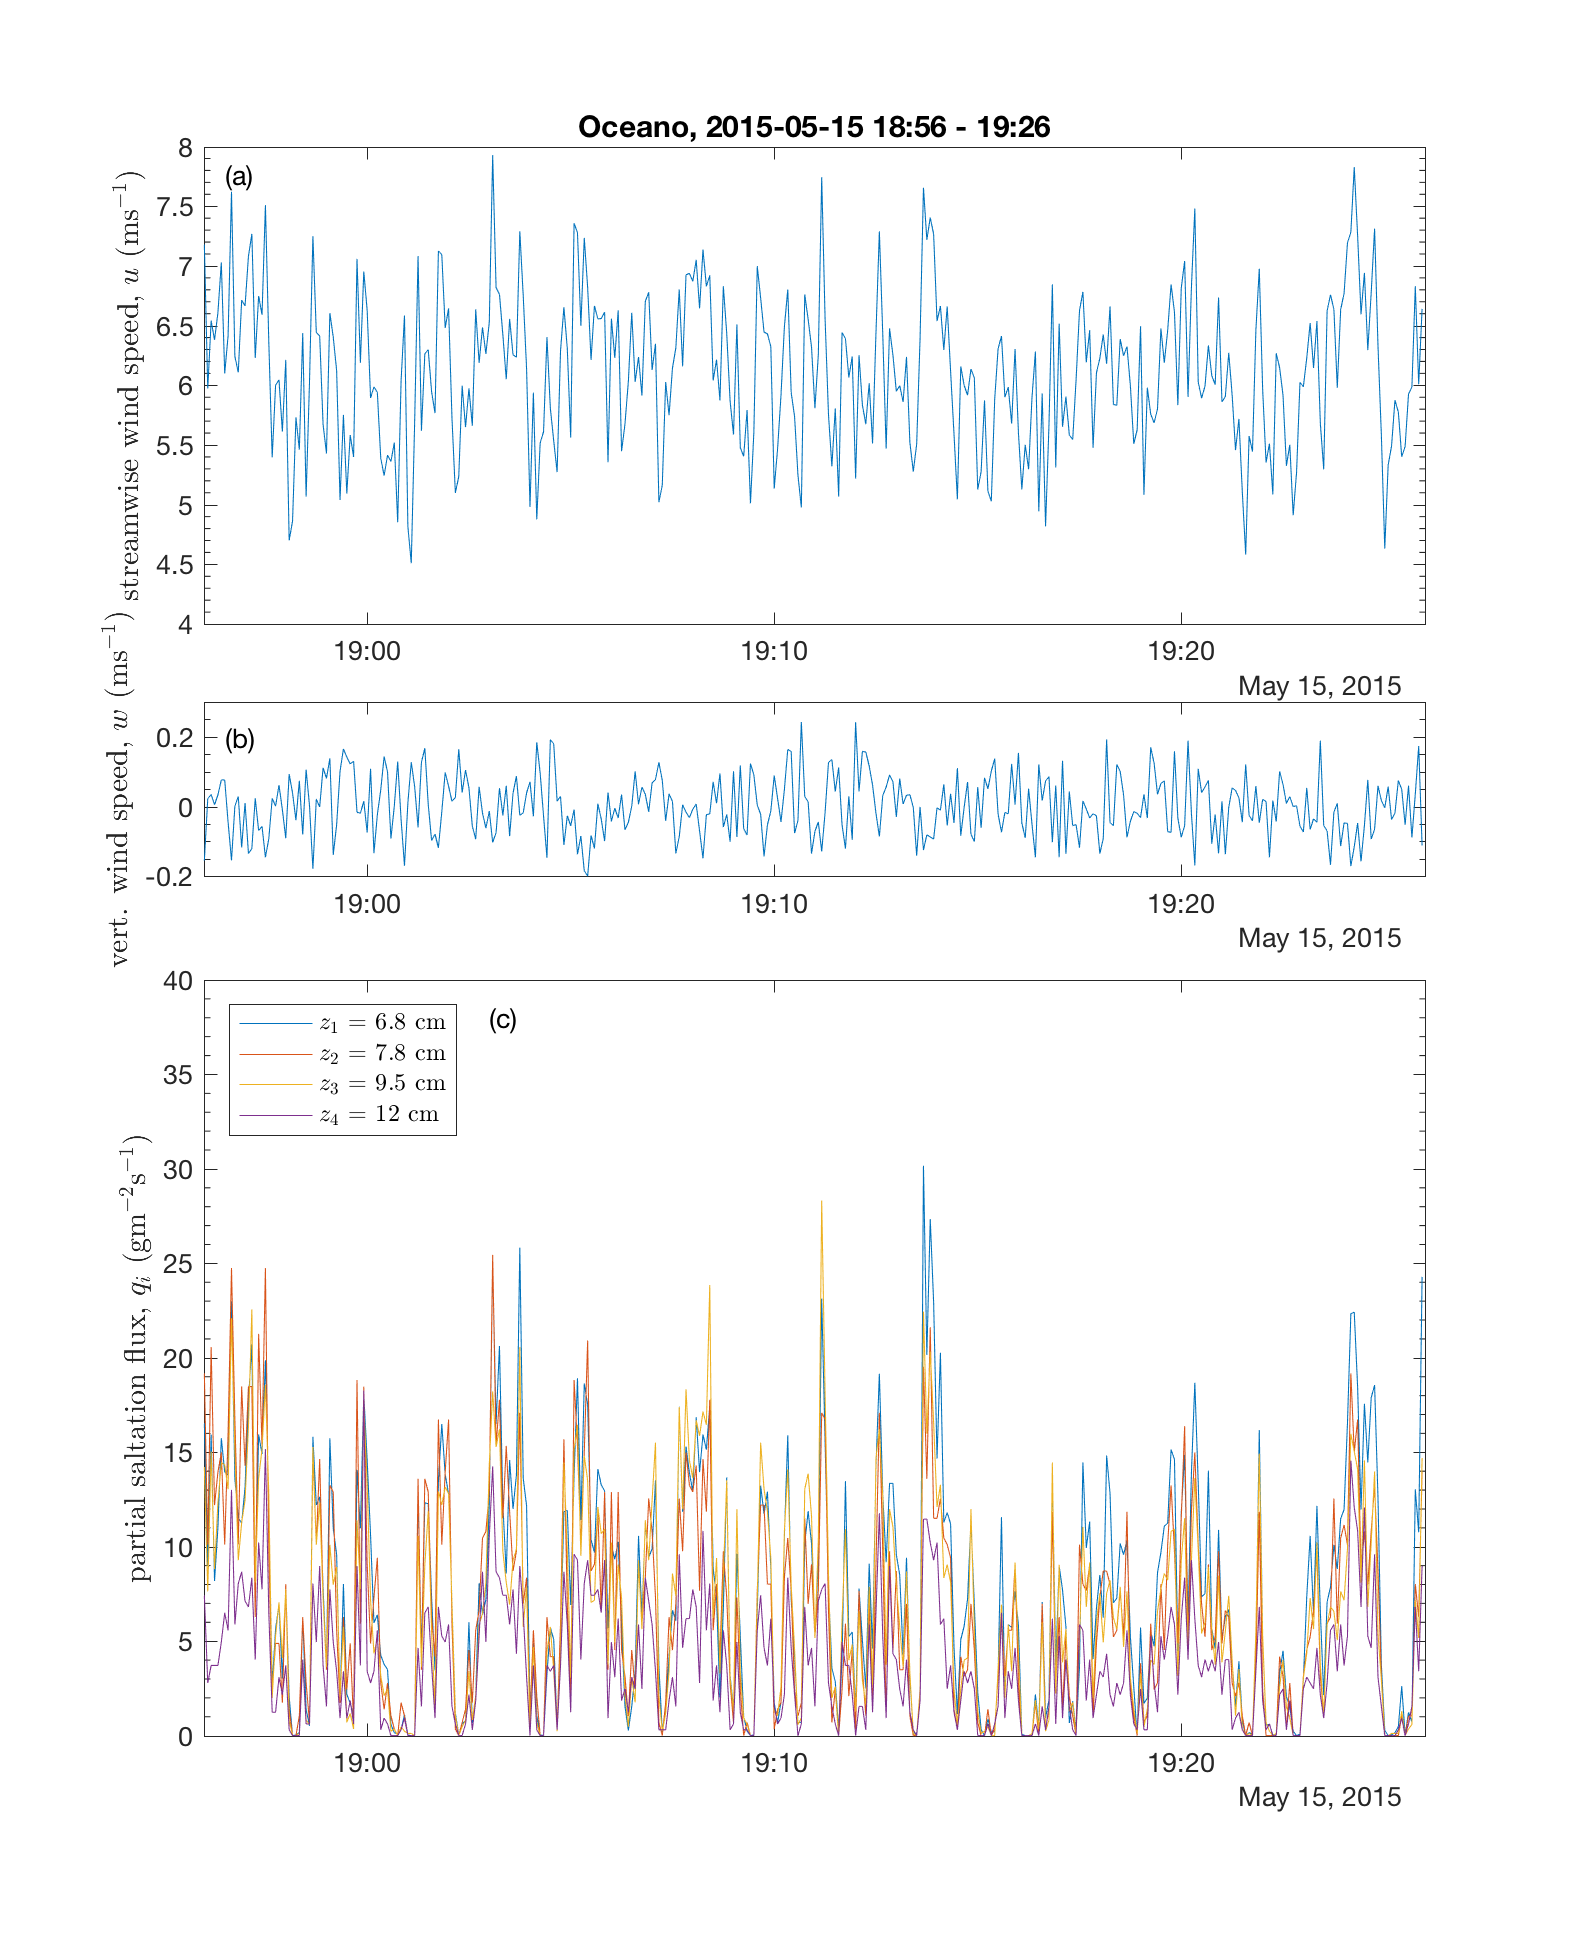 Oceano, 2015-05-15 18:56 - 19:26
(a)
streamwise wind speed, u (ms⁻¹)
8
7.5
7
6.5
6
5.5
5
4.5
4
19:00 19:10 19:20
May 15, 2015
(b)
vert. wind speed, w (ms⁻¹)
0.2
0
-0.2
19:00 19:10 19:20
May 15, 2015
(c)
partial saltation flux, qᵢ (gm⁻²s⁻¹)
40
35
30
25
20
15
10
5
0
z₁ = 6.8 cm
z₂ = 7.8 cm
z₃ = 9.5 cm
z₄ = 12 cm
19:00 19:10 19:20
May 15, 2015